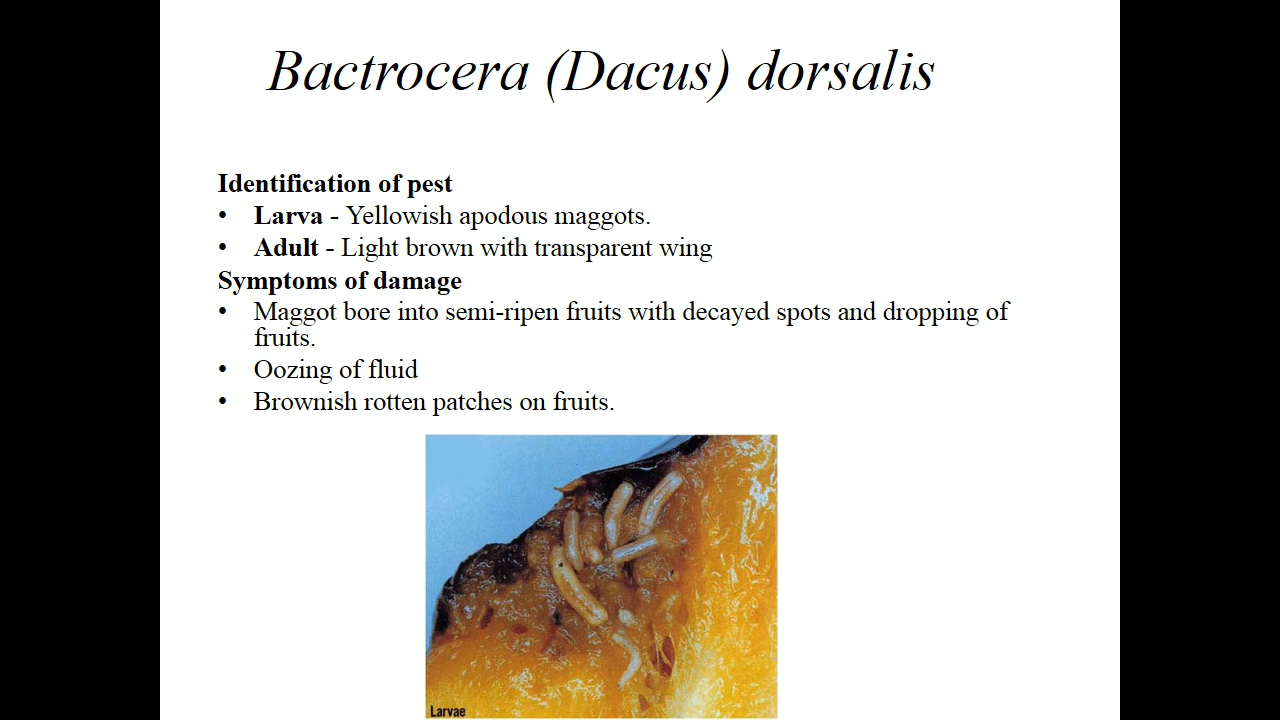 Bactrocera (Dacus) dorsalis
Identification of pest
• Larva - Yellowish apodous maggots.
• Adult - Light brown with transparent wing
Symptoms of damage
• Maggot bore into semi-ripen fruits with decayed spots and dropping of
fruits.
• Oozing of fluid
• Brownish rotten patches on fruits.
Larvae